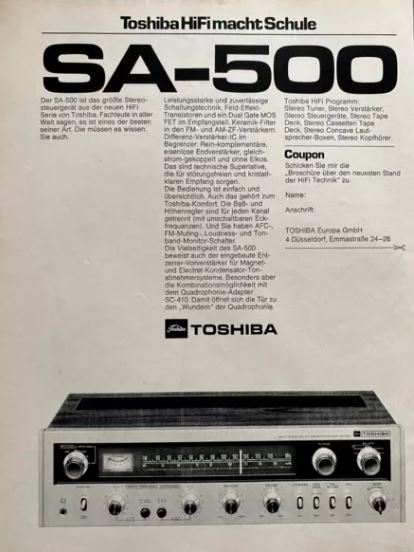 Toshiba HiFi macht Schule
SA-500
Der SA-500 ist das größte Stereo-
steuergerät aus der neuen HiFi
Serie von Toshiba. Fachleute in aller
Welt sagen, es ist eines der besten
seiner Art. Die müssen es wissen.
Sie auch.
Leistungsstarke und zuverlässige
Schaltungstechnik. Feld-Effekt-
Transistoren und ein Dual Gate MOS
FET im Empfangsteil. Keramik-Filter
in den FM- und AM-ZF-Verstärkern.
Differenz-Verstärker-IC im
Begrenzer. Rein-komplementäre,
eisenlose Endverstärker, gleich-
strom-gekoppelt und ohne Elkos.
Das sind technische Superlative,
die für störungsfreien und kristall-
klaren Empfang sorgen.
Die Bedienung ist einfach und
übersichtlich. Auch das gehört zum
Toshiba-Komfort. Die Baß- und
Höhenregler sind für jeden Kanal
getrennt (mit umschaltbaren Eck-
frequenzen). Und Sie haben AFC-,
FM-Muting-, Loudness- und Ton-
band-Monitor-Schalter.
Die Vielseitigkeit des SA-500
beweist auch der eingebaute Ent-
zerrer-Vorverstärker für Magnet-
und Electret-Kondensator-Ton-
abnehmersysteme. Besonders aber
die Kombinationsmöglichkeit mit
dem Quadrophonie-Adapter
SC-410. Damit öffnet sich die Tür zu
den „Wundern" der Quadrophonie.
Toshiba HiFi Programm:
Stereo Tuner, Stereo Verstärker,
Stereo Steuergeräte, Stereo Tape
Deck, Stereo Cassetten Tape
Deck, Stereo Concave Laut-
sprecher-Boxen, Stereo Kopfhörer.
Coupon
Schicken Sie mir die
„Broschüre über den neuesten Stand
der HiFi Technik" zu.
Name:
Anschrift:
TOSHIBA Europa GmbH
4 Düsseldorf, Emmastraße 24–26
Toshiba TOSHIBA
TOSHIBA